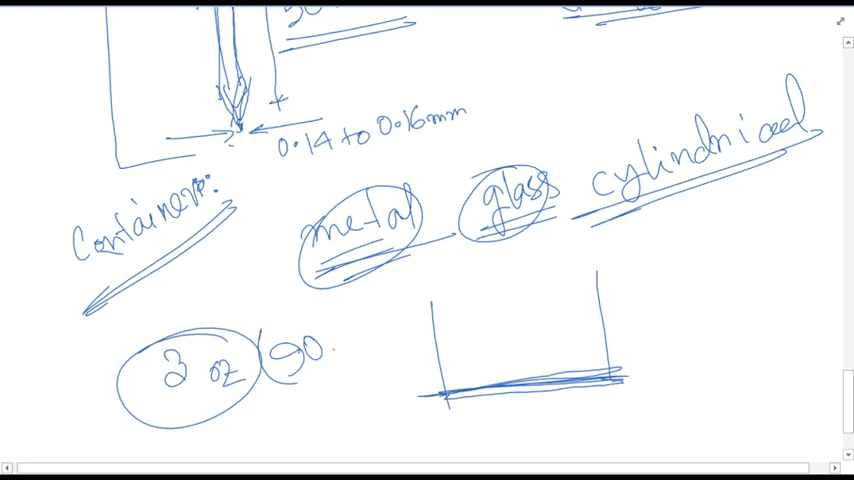 0.14 to 0.16mm
Container:
metal glass cylindrical
3 oz (90